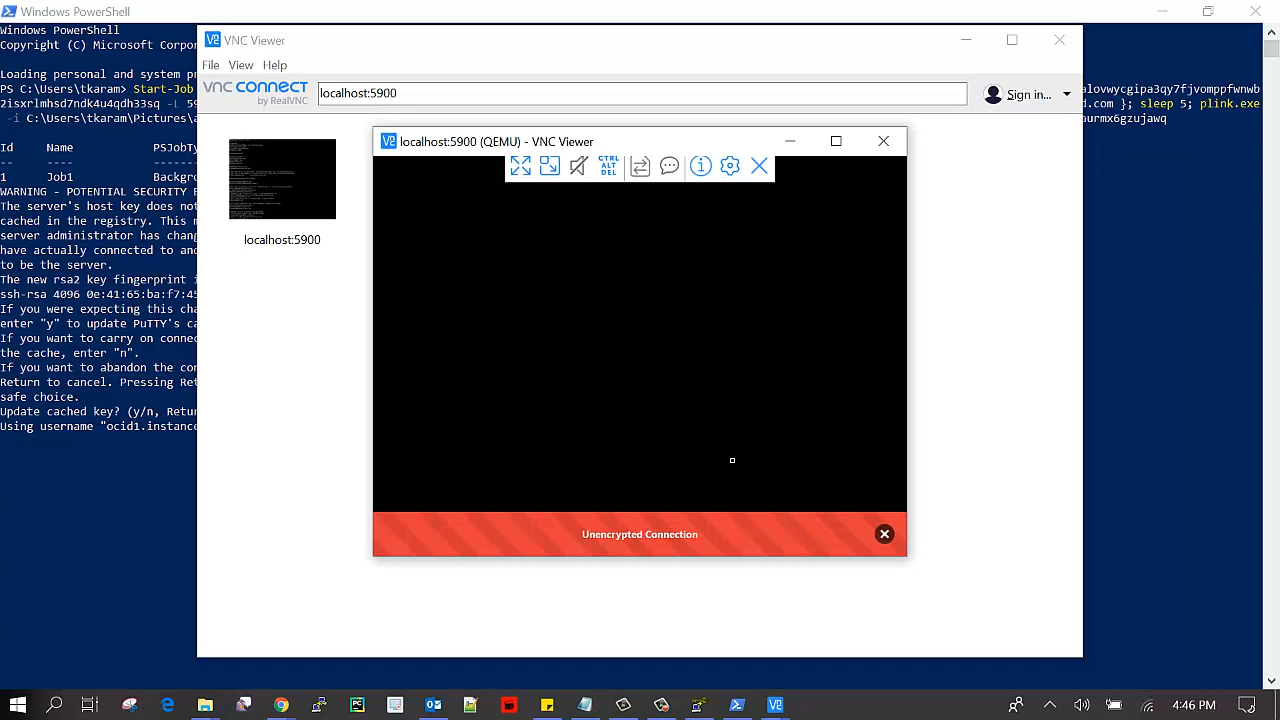 Windows PowerShell
Windows PowerShell
Copyright (C) Microsoft Corpor
Loading personal and system pr
PS C:\Users\tkaram> Start-Job
-L 59
d.com }; sleep 5; plink.exe
-i C:\Users\tkaram\Pictures\a
Id Name PSJobTy
-- ---- -------
1 Job1 Backgro
WARNING - POTENTIAL SECURITY B
The server's host key does not
cached in the registry. This m
server administrator has chang
have actually connected to ano
to be the server.
The new rsa2 key fingerprint i
ssh-rsa 4096 0e:41:65:ba:f7:45
If you were expecting this cha
enter "y" to update PuTTY's ca
If you want to carry on connec
the cache, enter "n".
If you want to abandon the con
Return to cancel. Pressing Ret
safe choice.
Update cached key? (y/n, Retur
Using username "ocid1.instance
VNC Viewer
File View Help
vnc connect
by RealVNC
localhost:5900
Sign in...
localhost:5900
localhost:5900 (QEMU) - VNC Viewer
CTRL
ALT
DEL
Unencrypted Connection
4:46 PM